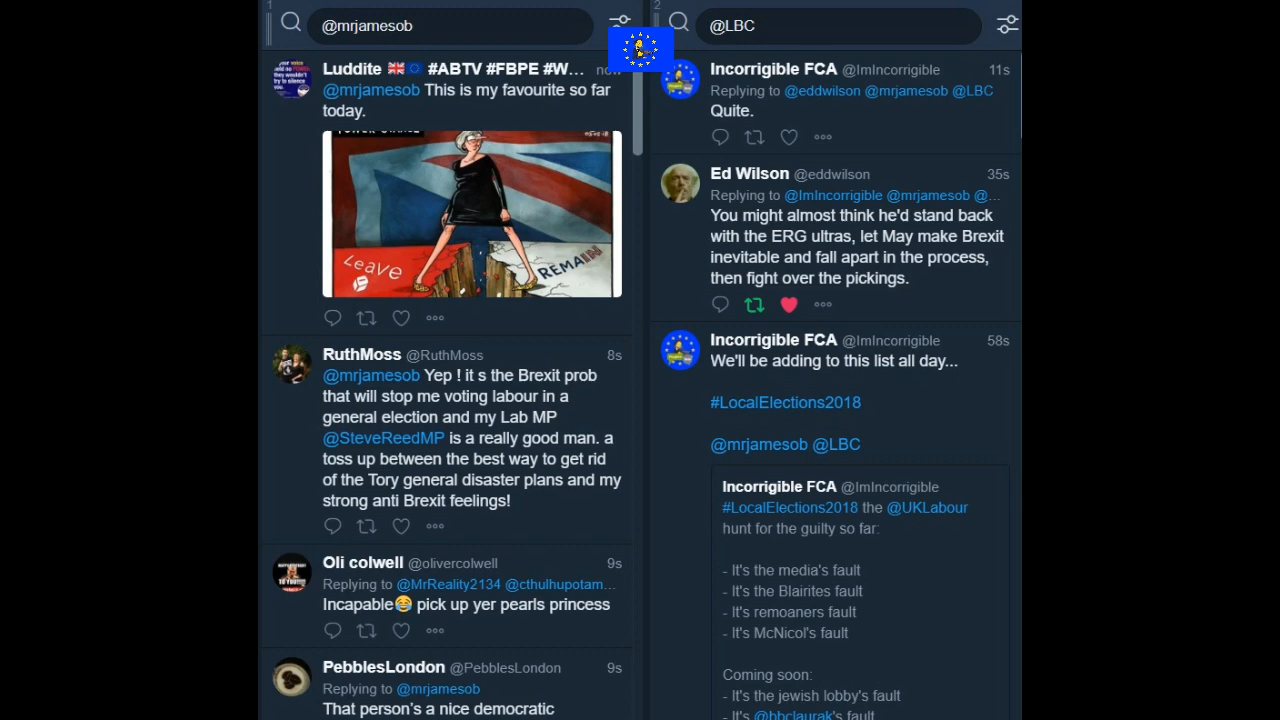 1
@mrjamesob
Luddite 🇬🇧🇪🇺 #ABTV #FBPE #W… now
@mrjamesob This is my favourite so far
today.
Leave
REMAIN
RuthMoss @RuthMoss 8s
@mrjamesob Yep ! it s the Brexit prob
that will stop me voting labour in a
general election and my Lab MP
@SteveReedMP is a really good man. a
toss up between the best way to get rid
of the Tory general disaster plans and my
strong anti Brexit feelings!
Oli colwell @olivercolwell 9s
Replying to @MrReality2134 @cthulhupotam…
Incapable😂 pick up yer pearls princess
PebblesLondon @PebblesLondon 9s
Replying to @mrjamesob
That person's a nice democratic
2
@LBC
Incorrigible FCA @ImIncorrigible 11s
Replying to @eddwilson @mrjamesob @LBC
Quite.
Ed Wilson @eddwilson 35s
Replying to @ImIncorrigible @mrjamesob @…
You might almost think he'd stand back
with the ERG ultras, let May make Brexit
inevitable and fall apart in the process,
then fight over the pickings.
Incorrigible FCA @ImIncorrigible 58s
We'll be adding to this list all day...
#LocalElections2018
@mrjamesob @LBC
Incorrigible FCA @ImIncorrigible
#LocalElections2018 the @UKLabour
hunt for the guilty so far:
- It's the media's fault
- It's the Blairites fault
- It's remoaners fault
- It's McNicol's fault
Coming soon:
- It's the jewish lobby's fault
- It's @bbclaurak's fault